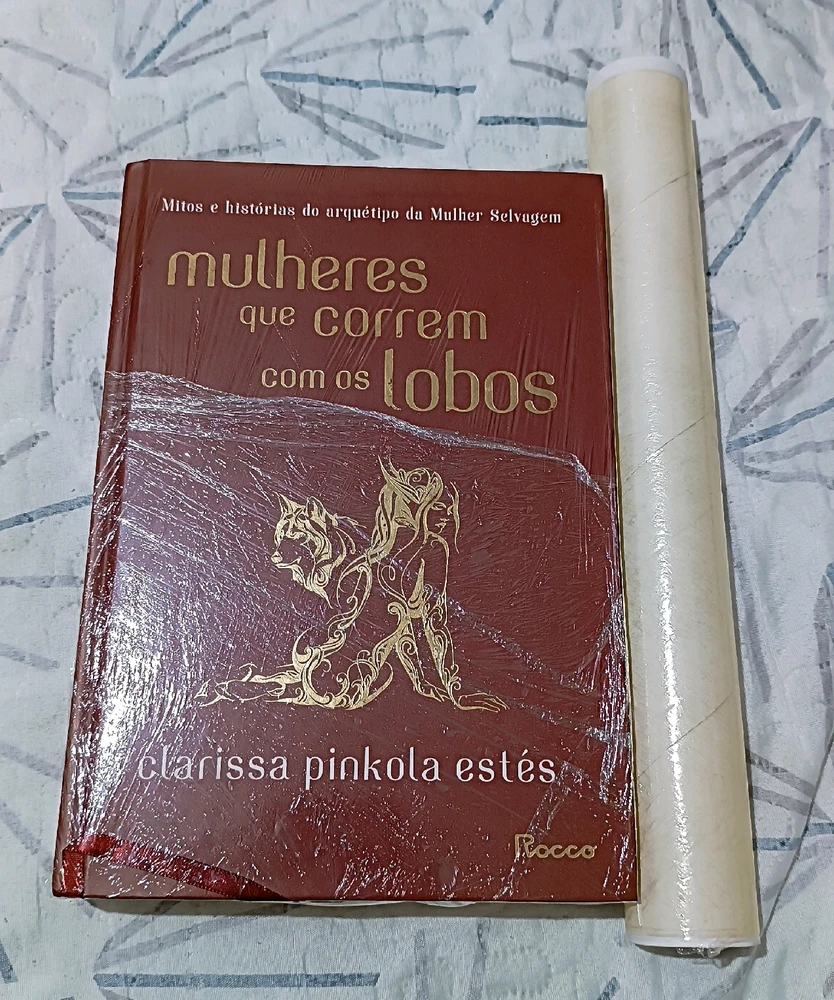 Mitos e histórias do arquétipo da Mulher Selvagem
mulheres
que correm
com os lobos
clarissa pinkola estés
Rocco